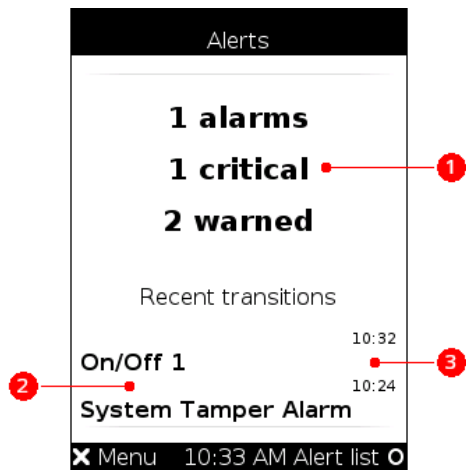 Alerts
1 alarms
1 critical
1
2 warned
Recent transitions
10:32
On/Off 1
3
2
10:24
System Tamper Alarm
X Menu 10:33 AM Alert list O